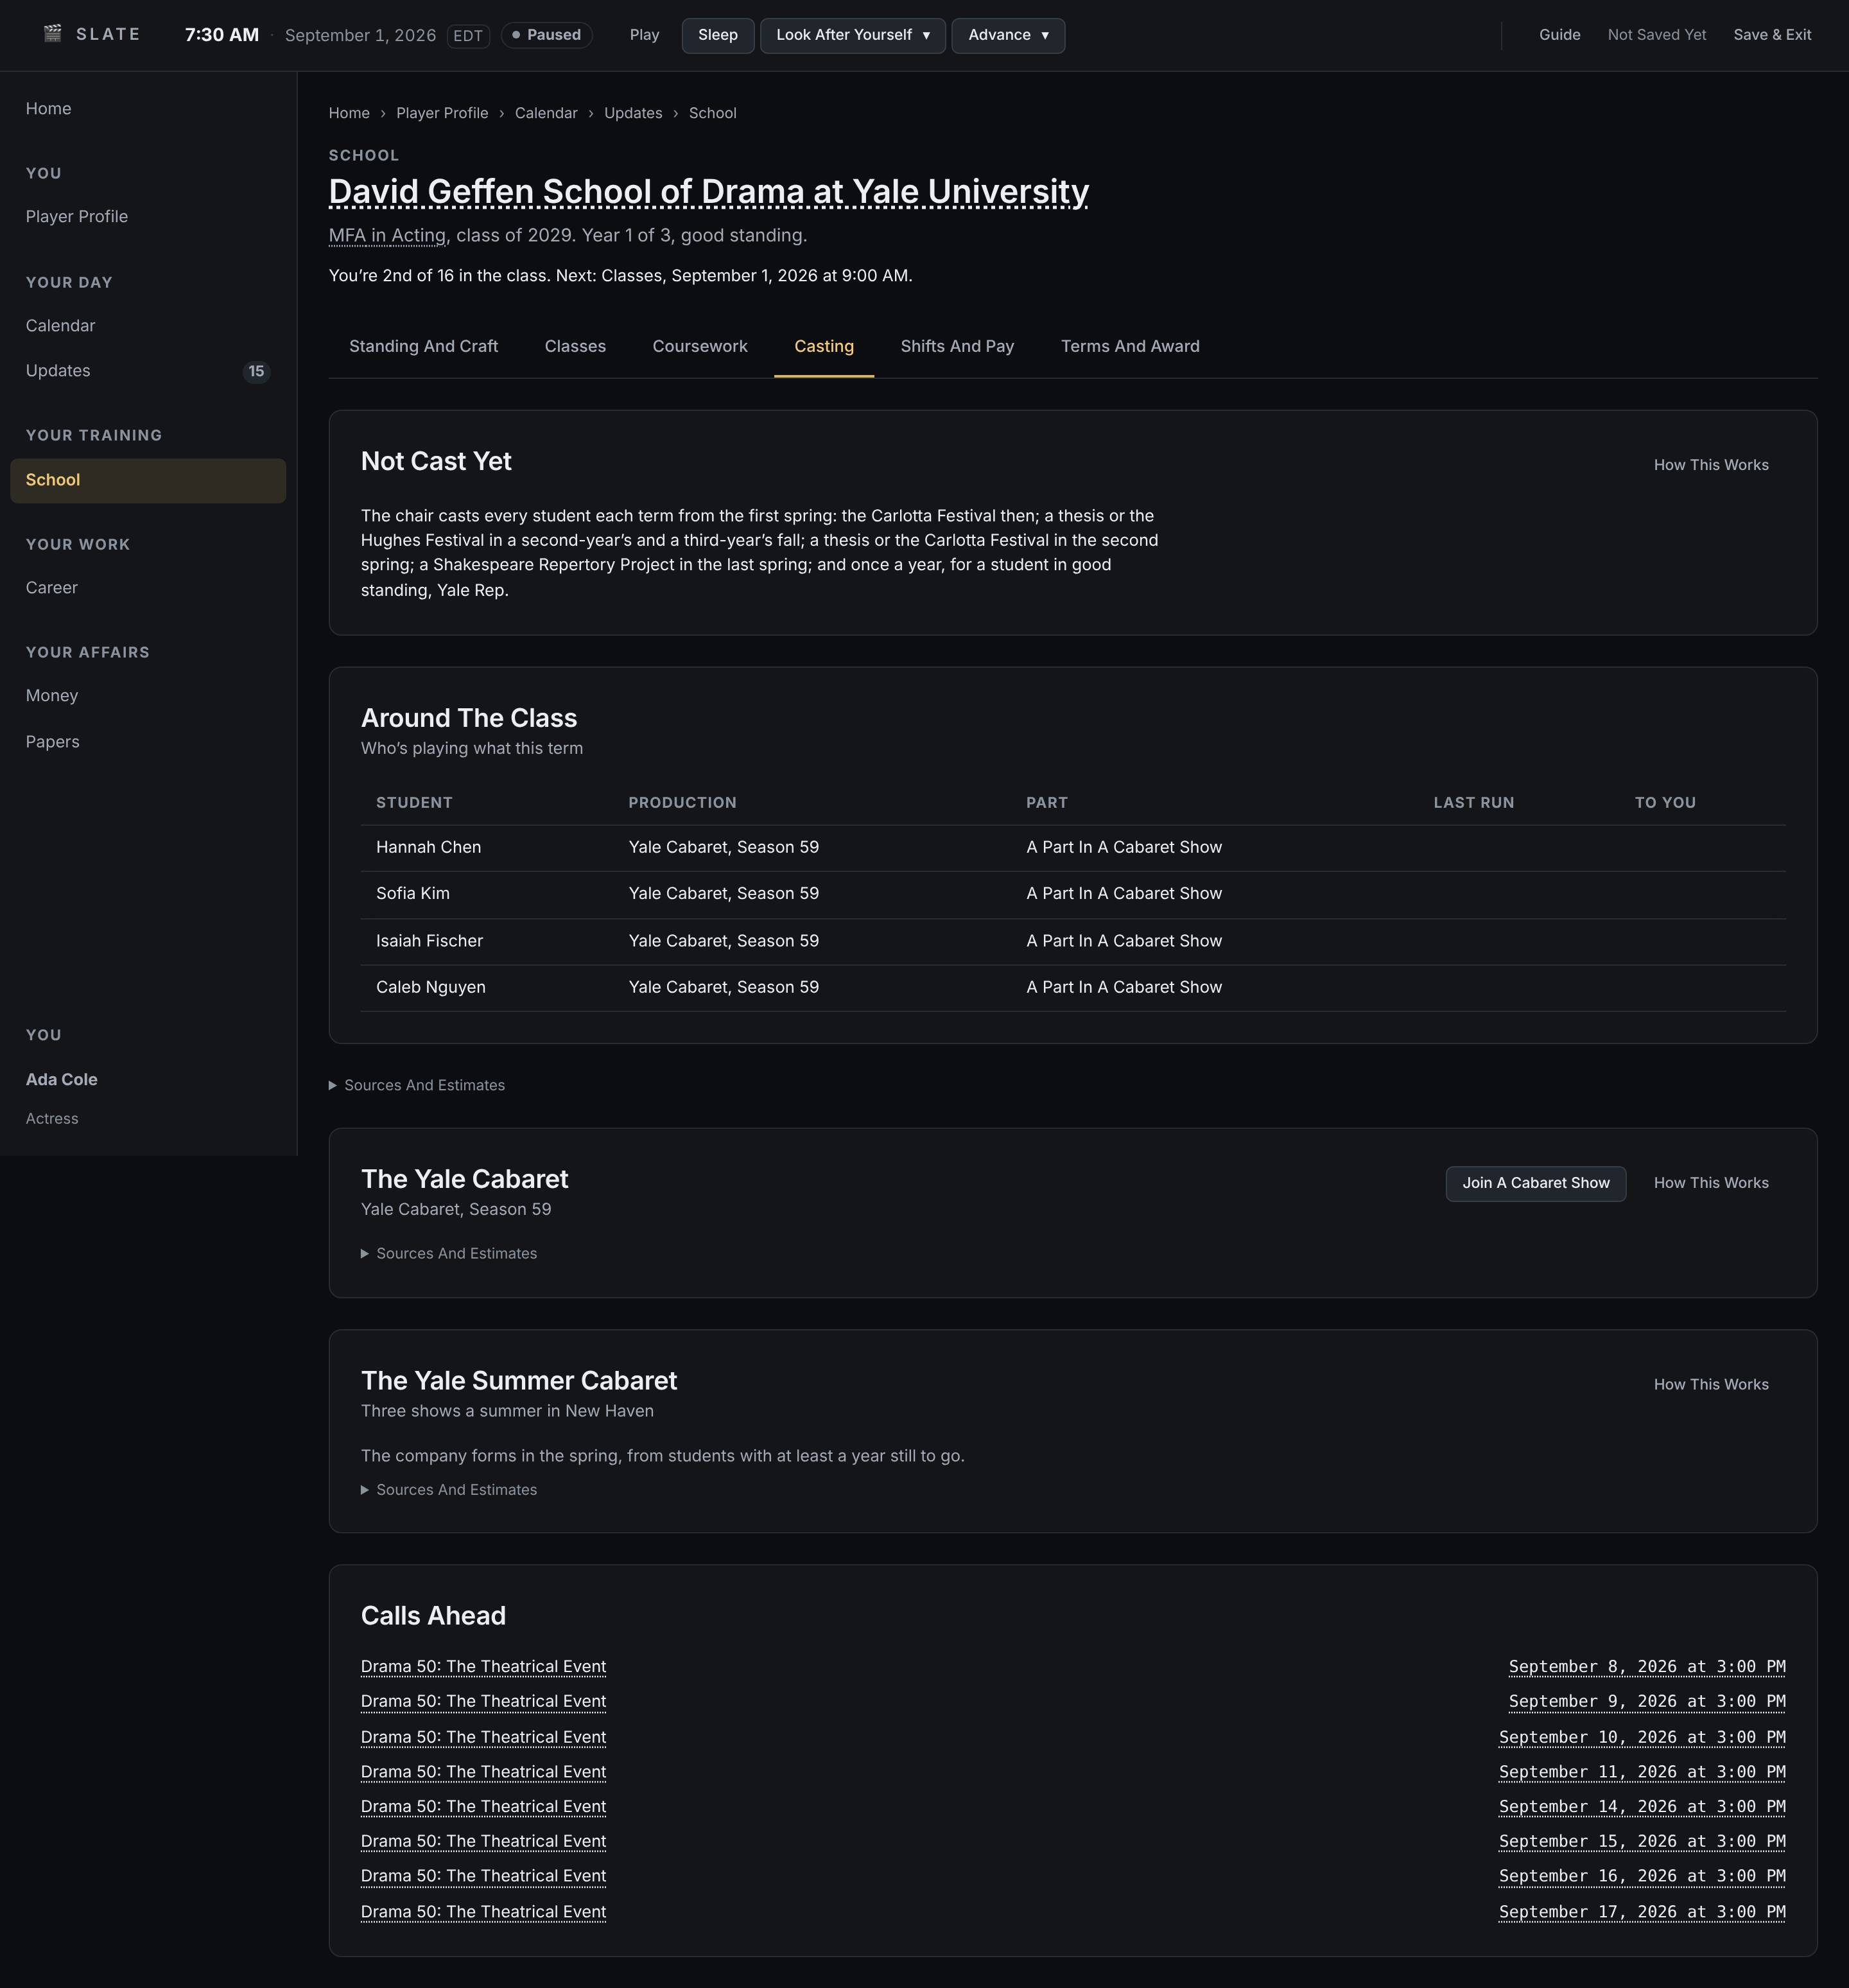 SLATE
7:30 AM · September 1, 2026 EDT Paused Play Sleep Look After Yourself ▾ Advance ▾ Guide Not Saved Yet Save & Exit
Home
YOU
Player Profile
YOUR DAY
Calendar
Updates 15
YOUR TRAINING
School
YOUR WORK
Career
YOUR AFFAIRS
Money
Papers
YOU
Ada Cole
Actress
Home › Player Profile › Calendar › Updates › School
SCHOOL
David Geffen School of Drama at Yale University
MFA in Acting, class of 2029. Year 1 of 3, good standing.
You’re 2nd of 16 in the class. Next: Classes, September 1, 2026 at 9:00 AM.
Standing And Craft Classes Coursework Casting Shifts And Pay Terms And Award
Not Cast Yet How This Works
The chair casts every student each term from the first spring: the Carlotta Festival then; a thesis or the
Hughes Festival in a second-year’s and a third-year’s fall; a thesis or the Carlotta Festival in the second
spring; a Shakespeare Repertory Project in the last spring; and once a year, for a student in good
standing, Yale Rep.
Around The Class
Who’s playing what this term
STUDENT PRODUCTION PART LAST RUN TO YOU
Hannah Chen Yale Cabaret, Season 59 A Part In A Cabaret Show
Sofia Kim Yale Cabaret, Season 59 A Part In A Cabaret Show
Isaiah Fischer Yale Cabaret, Season 59 A Part In A Cabaret Show
Caleb Nguyen Yale Cabaret, Season 59 A Part In A Cabaret Show
▶ Sources And Estimates
The Yale Cabaret Join A Cabaret Show How This Works
Yale Cabaret, Season 59
▶ Sources And Estimates
The Yale Summer Cabaret How This Works
Three shows a summer in New Haven
The company forms in the spring, from students with at least a year still to go.
▶ Sources And Estimates
Calls Ahead
Drama 50: The Theatrical Event September 8, 2026 at 3:00 PM
Drama 50: The Theatrical Event September 9, 2026 at 3:00 PM
Drama 50: The Theatrical Event September 10, 2026 at 3:00 PM
Drama 50: The Theatrical Event September 11, 2026 at 3:00 PM
Drama 50: The Theatrical Event September 14, 2026 at 3:00 PM
Drama 50: The Theatrical Event September 15, 2026 at 3:00 PM
Drama 50: The Theatrical Event September 16, 2026 at 3:00 PM
Drama 50: The Theatrical Event September 17, 2026 at 3:00 PM